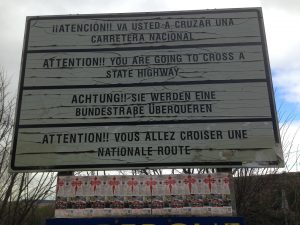 ¡¡ATENCIÓN!! VA USTED A CRUZAR UNA
CARRETERA NACIONAL
ATTENTION!! YOU ARE GOING TO CROSS A
STATE HIGHWAY
ACHTUNG!! SIE WERDEN EINE
BUNDESTRAßE ÜBERQUEREN
ATTENTION!! VOUS ALLEZ CROISER UNE
NATIONALE ROUTE